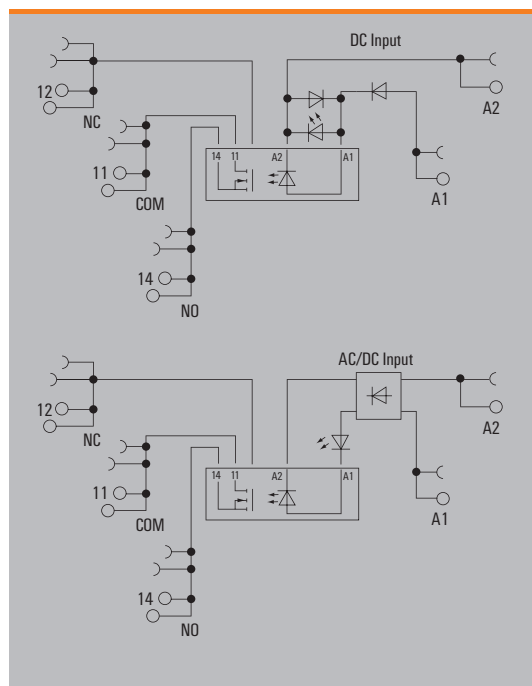 DC Input
12
NC
A2
11
COM
14 11 A2 A1
A1
14
NO
AC/DC Input
12
NC
A2
11
COM
14 11 A2 A1
A1
14
NO